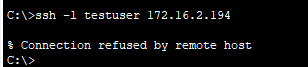 C:\>ssh -l testuser 172.16.2.194
% Connection refused by remote host
C:\>